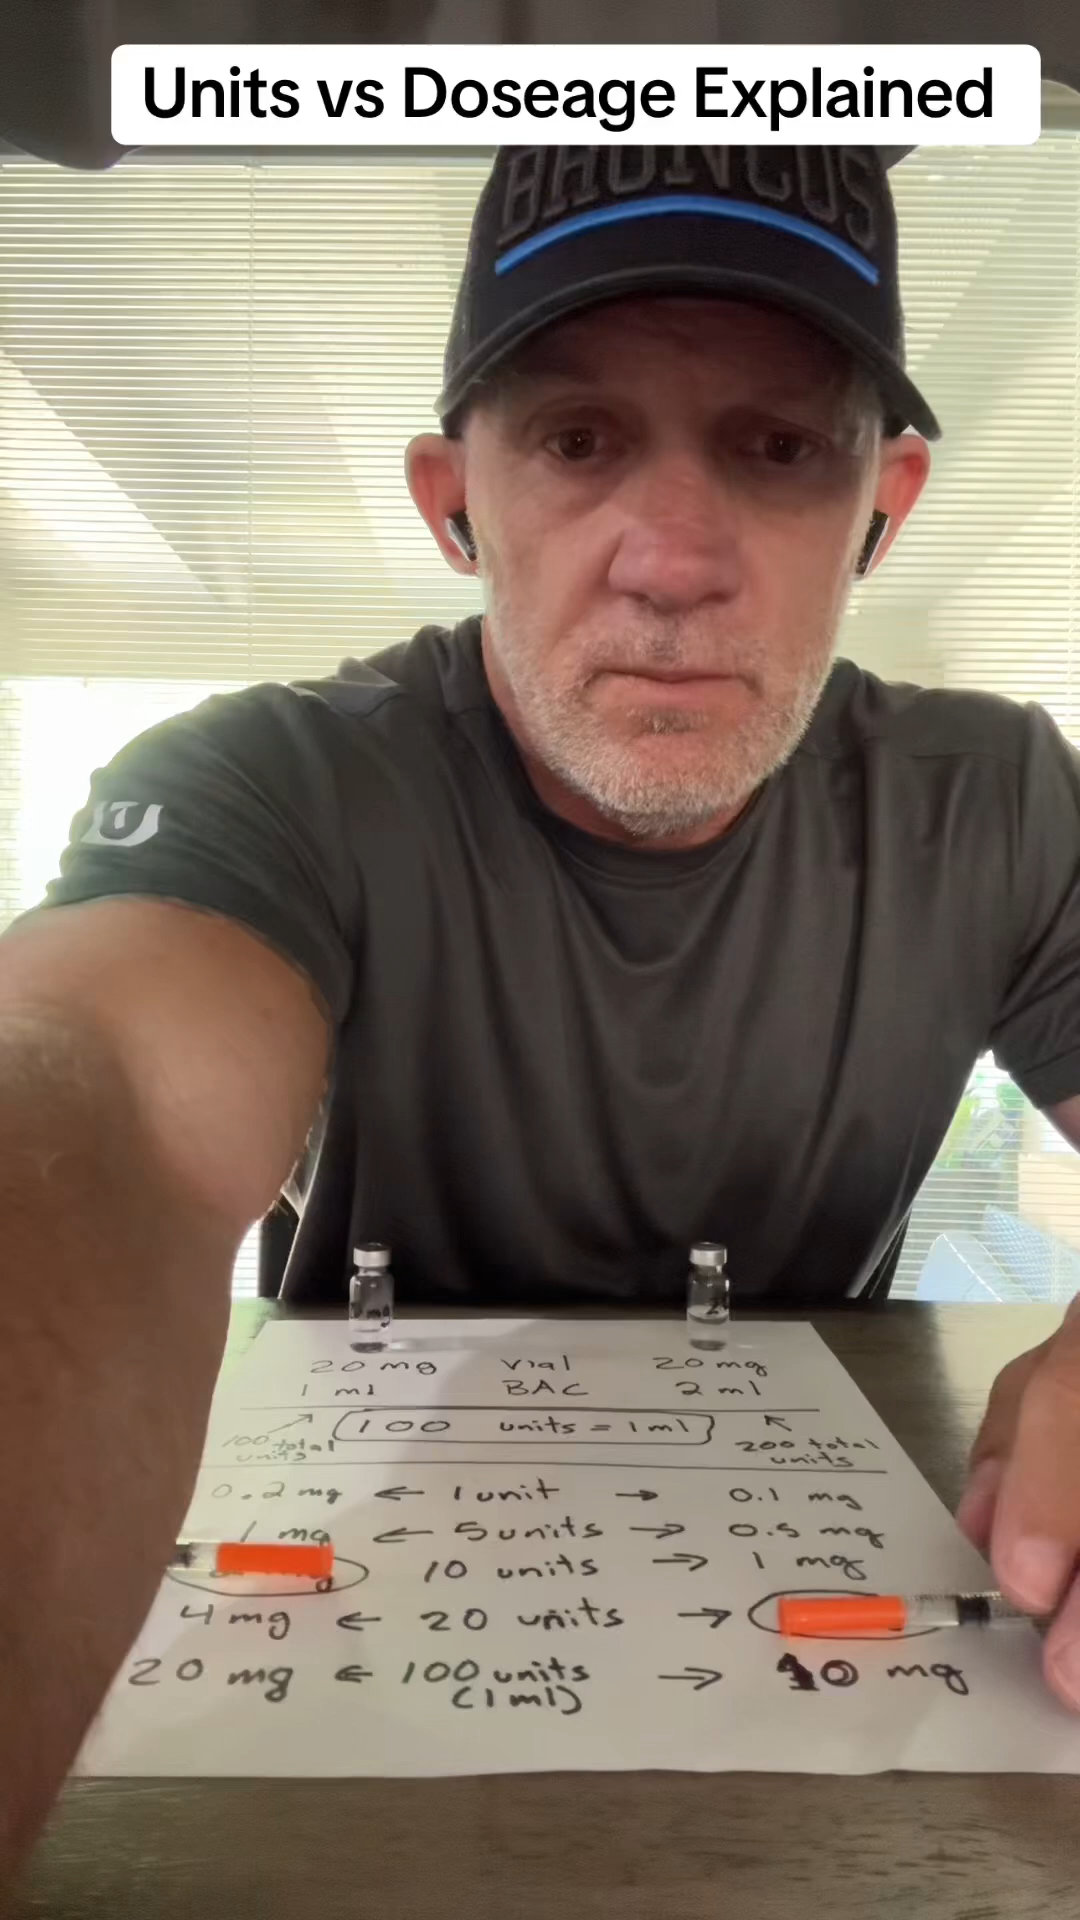 Units vs Doseage Explained
BRONCOS
20 mg Vial 20 mg
1 ml BAC 2 ml
100 units = 1 ml
100 total units
200 total units
0.2 mg ← 1 unit → 0.1 mg
1 mg ← 5 units → 0.5 mg
10 units → 1 mg
4 mg ← 20 units →
20 mg ← 100 units → 10 mg
(1 ml)